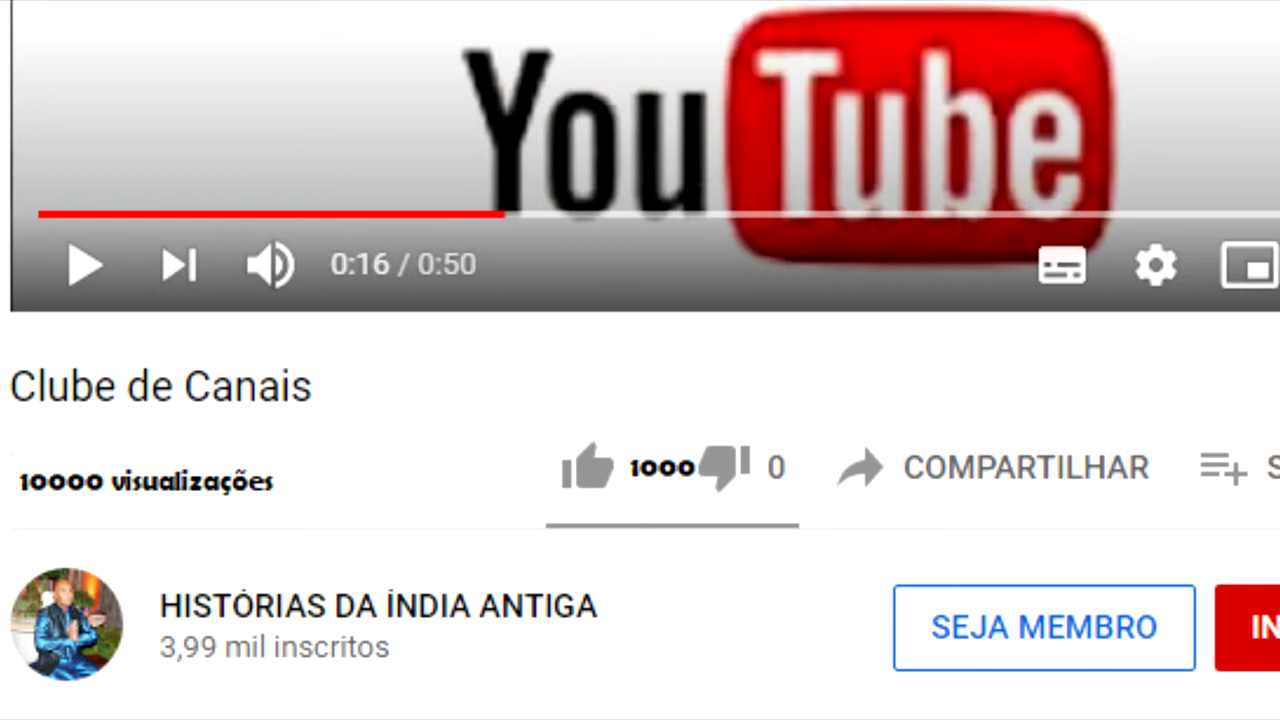 YouTube
0:16 / 0:50
Clube de Canais
10000 visualizações
1000 0 COMPARTILHAR S
HISTÓRIAS DA ÍNDIA ANTIGA
3,99 mil inscritos
SEJA MEMBRO IN